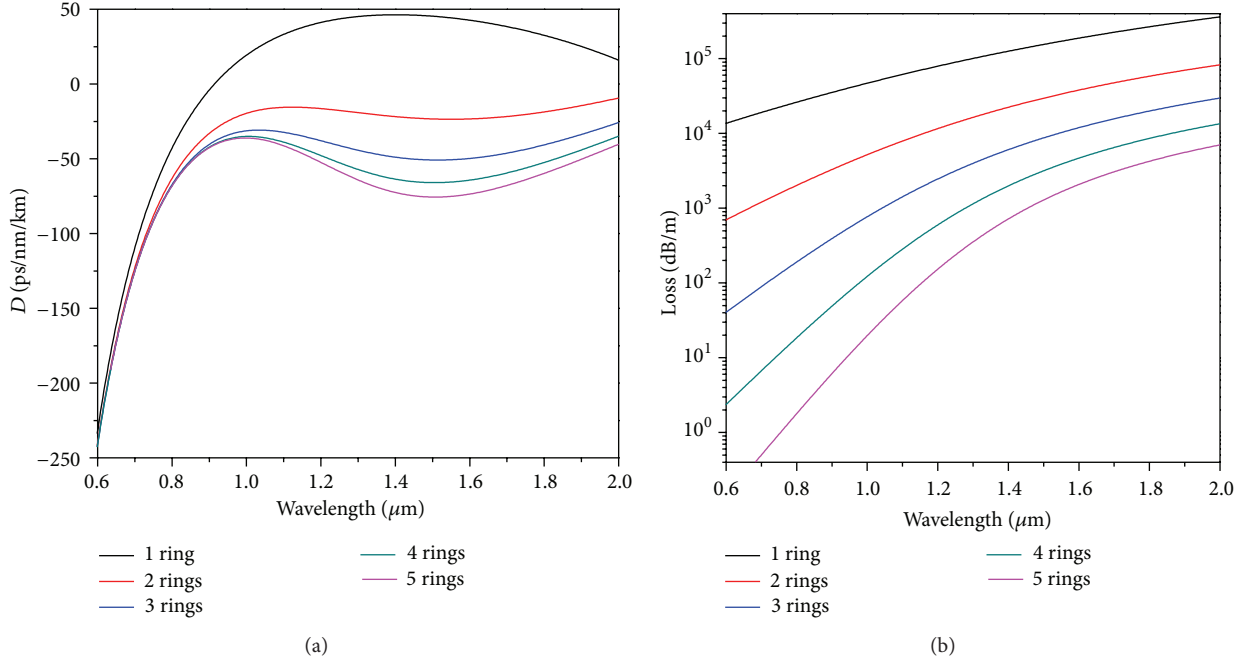 50
0
−50
−100
−150
−200
−250
D (ps/nm/km)
0.6 0.8 1.0 1.2 1.4 1.6 1.8 2.0
Wavelength (μm)
1 ring
2 rings
3 rings
4 rings
5 rings
(a)
10^5
10^4
10^3
10^2
10^1
10^0
Loss (dB/m)
0.6 0.8 1.0 1.2 1.4 1.6 1.8 2.0
Wavelength (μm)
1 ring
2 rings
3 rings
4 rings
5 rings
(b)